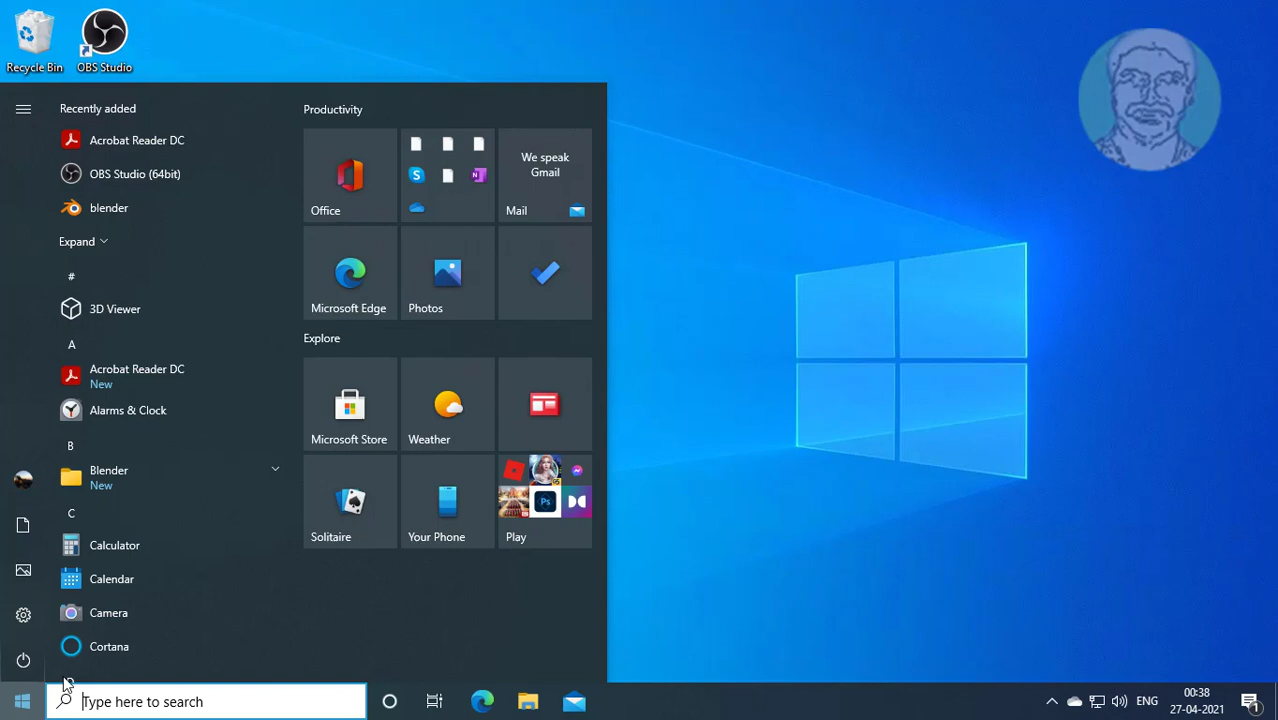 Recycle Bin
OBS Studio
Recently added
Acrobat Reader DC
OBS Studio (64bit)
blender
Expand
#
3D Viewer
A
Acrobat Reader DC
New
Alarms & Clock
B
Blender
New
C
Calculator
Calendar
Camera
Cortana
Productivity
Office
We speak
Gmail
Mail
Microsoft Edge
Photos
Explore
Microsoft Store
Weather
Solitaire
Your Phone
Ps
Play
Type here to search
ENG
00:38
27-04-2021
1